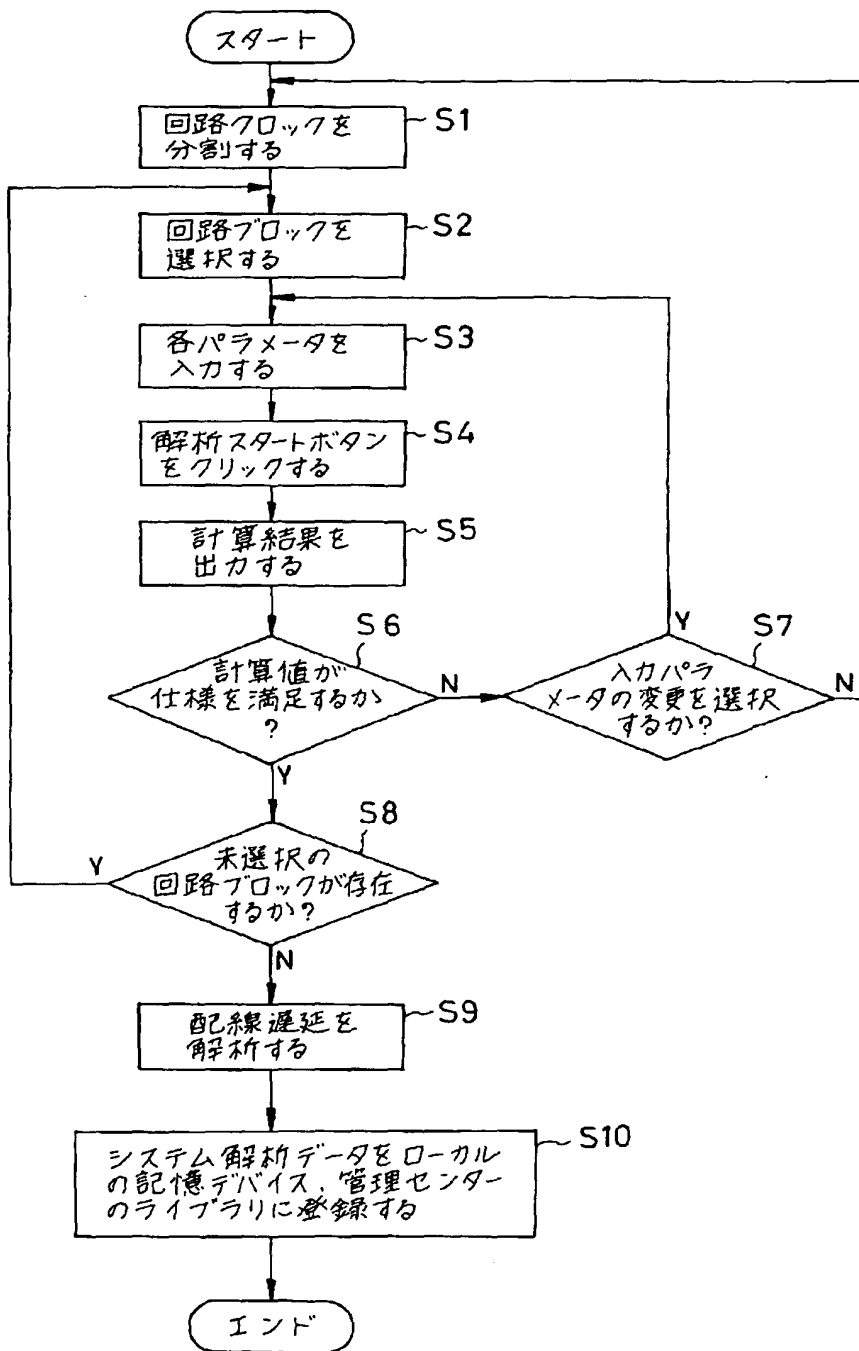 スタート
回路クロックを
分割する
S1
回路ブロックを
選択する
S2
各パラメータを
入力する
S3
解析スタートボタン
をクリックする
S4
計算結果を
出力する
S5
計算値が
仕様を満足するか
?
S6
N
Y
入力パラ
メータの変更を選択
するか?
S7
Y
N
未選択の
回路ブロックが存在
するか?
S8
Y
N
配線遅延を
解析する
S9
システム解析データをローカル
の記憶デバイス、管理センター
のライブラリに登録する
S10
エンド